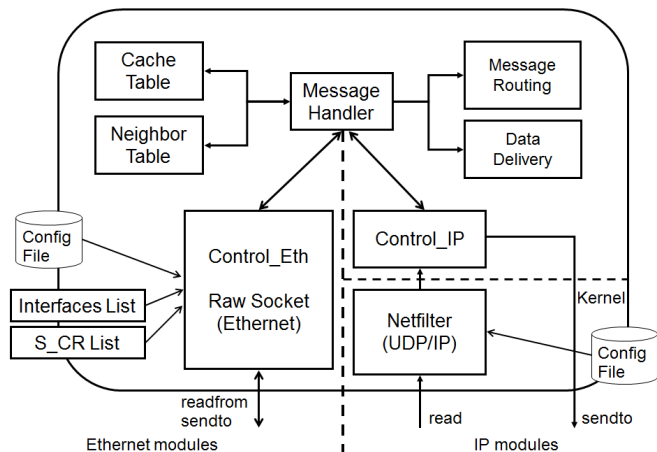 Cache
Table
Message
Handler
Message
Routing
Neighbor
Table
Data
Delivery
Config
File
Control_Eth
Raw Socket
(Ethernet)
Control_IP
Interfaces List
S_CR List
Kernel
Netfilter
(UDP/IP)
Config
File
readfrom
sendto
read
sendto
Ethernet modules
IP modules